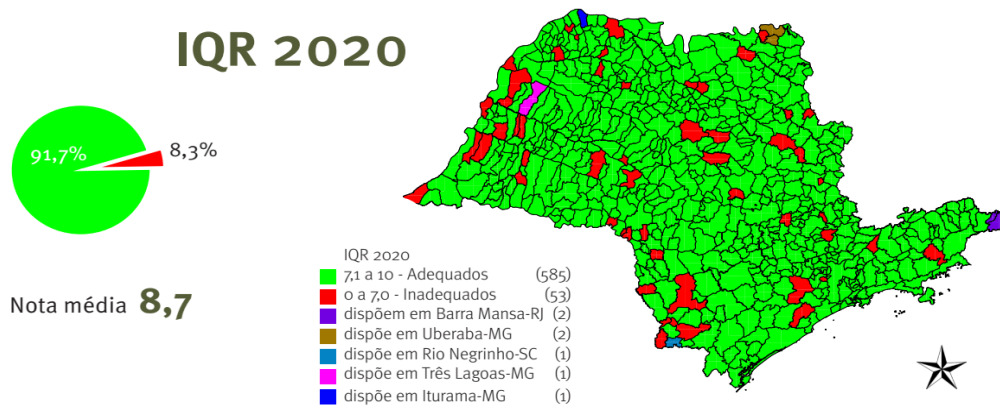 IQR 2020
91,7%
8,3%
Nota média 8,7
IQR 2020
7,1 a 10 - Adequados (585)
0 a 7,0 - Inadequados (53)
dispõem em Barra Mansa-RJ (2)
dispõe em Uberaba-MG (2)
dispõe em Rio Negrinho-SC (1)
dispõe em Três Lagoas-MG (1)
dispõe em Iturama-MG (1)